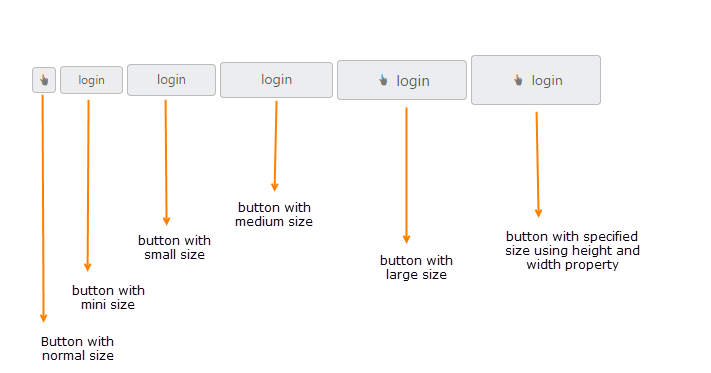 login
login
login
login
login
button with
medium size
button with
small size
button with specified
size using height and
width property
button with
large size
button with
mini size
Button with
normal size